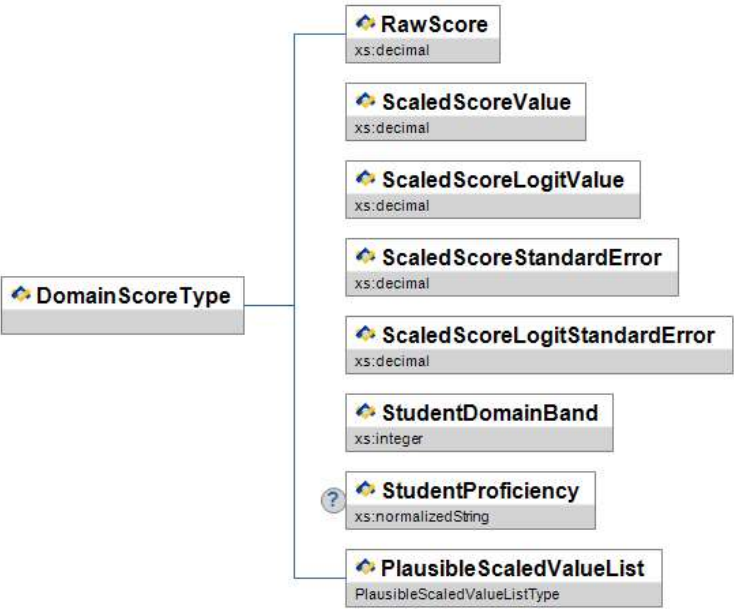 RawScore
xs:decimal
ScaledScoreValue
xs:decimal
ScaledScoreLogitValue
xs:decimal
ScaledScoreStandardError
xs:decimal
DomainScoreType
ScaledScoreLogitStandardError
xs:decimal
StudentDomainBand
xs:integer
?
StudentProficiency
xs:normalizedString
PlausibleScaledValueList
PlausibleScaledValueListType